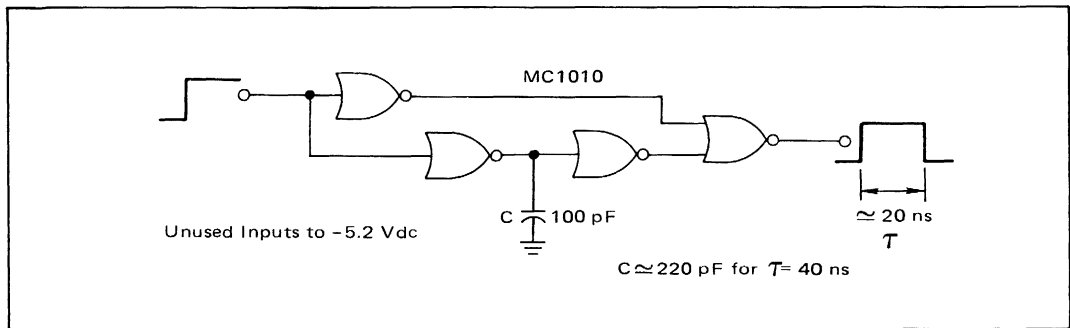 MC1010
C 100 pF
≃ 20 ns
τ
Unused Inputs to −5.2 Vdc
C≃220 pF for τ= 40 ns